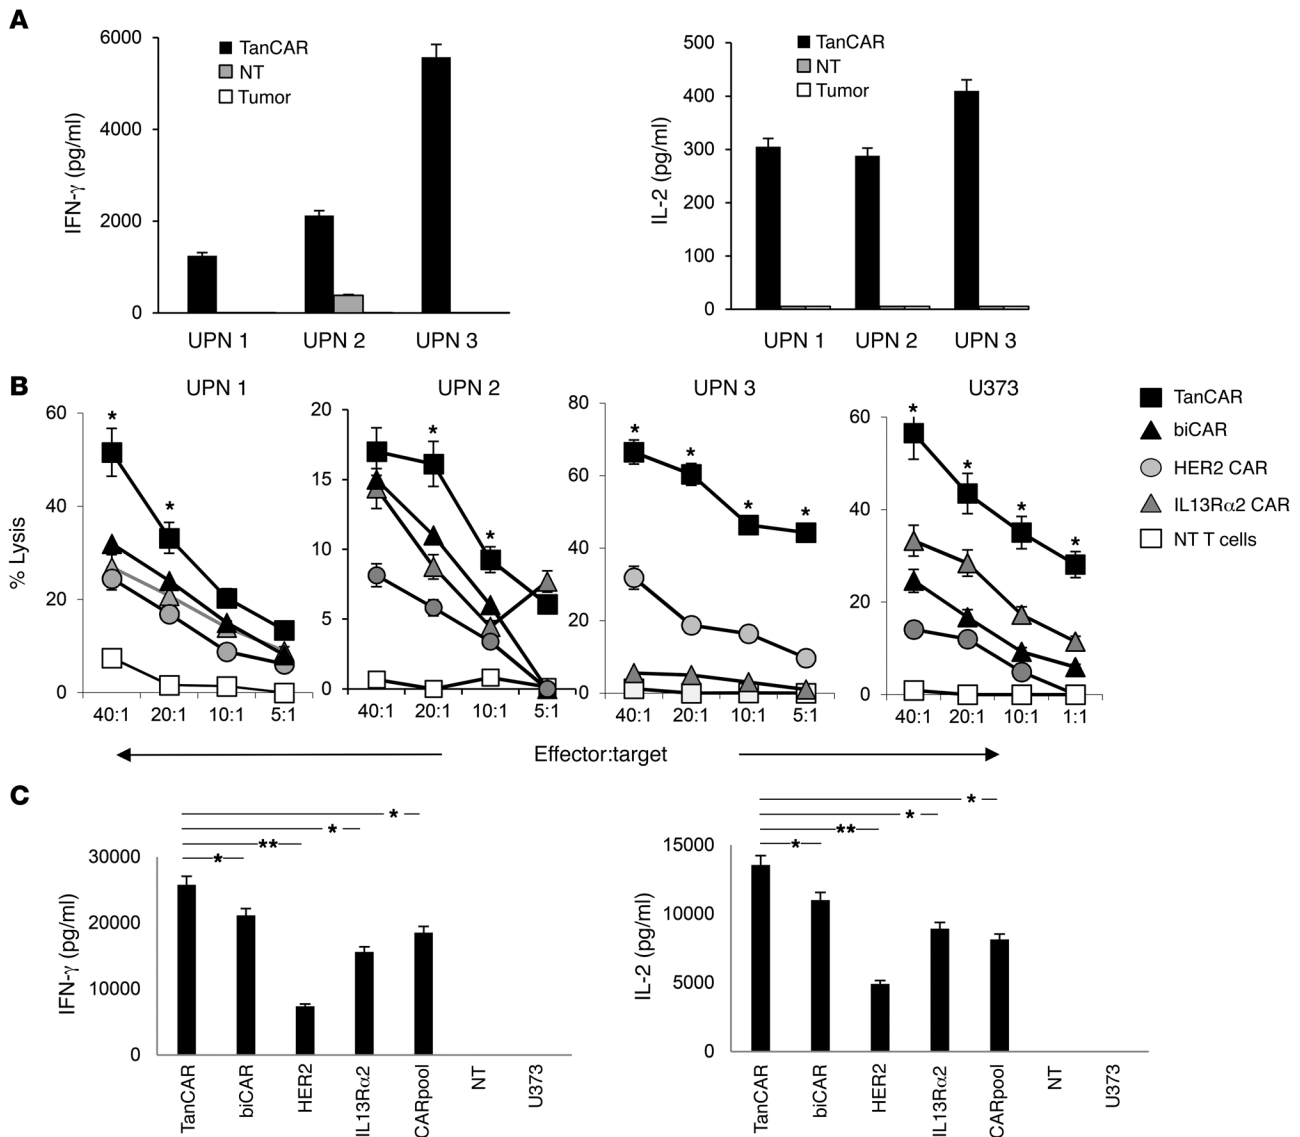 A
IFN-γ (pg/ml)
6000
4000
2000
0
TanCAR
NT
Tumor
UPN 1 UPN 2 UPN 3
IL-2 (pg/ml)
500
400
300
200
100
0
TanCAR
NT
Tumor
UPN 1 UPN 2 UPN 3
B
% Lysis
UPN 1
60
40
20
0
* *
40:1 20:1 10:1 5:1
UPN 2
20
15
10
5
0
* *
40:1 20:1 10:1 5:1
UPN 3
80
60
40
20
0
* * * *
40:1 20:1 10:1 5:1
U373
60
40
20
0
* * * *
40:1 20:1 10:1 1:1
TanCAR
biCAR
HER2 CAR
IL13Rα2 CAR
NT T cells
Effector:target
C
IFN-γ (pg/ml)
*
*
**
*
30000
20000
10000
0
TanCAR
biCAR
HER2
IL13Rα2
CARpool
NT
U373
IL-2 (pg/ml)
*
*
**
*
15000
10000
5000
0
TanCAR
biCAR
HER2
IL13Rα2
CARpool
NT
U373